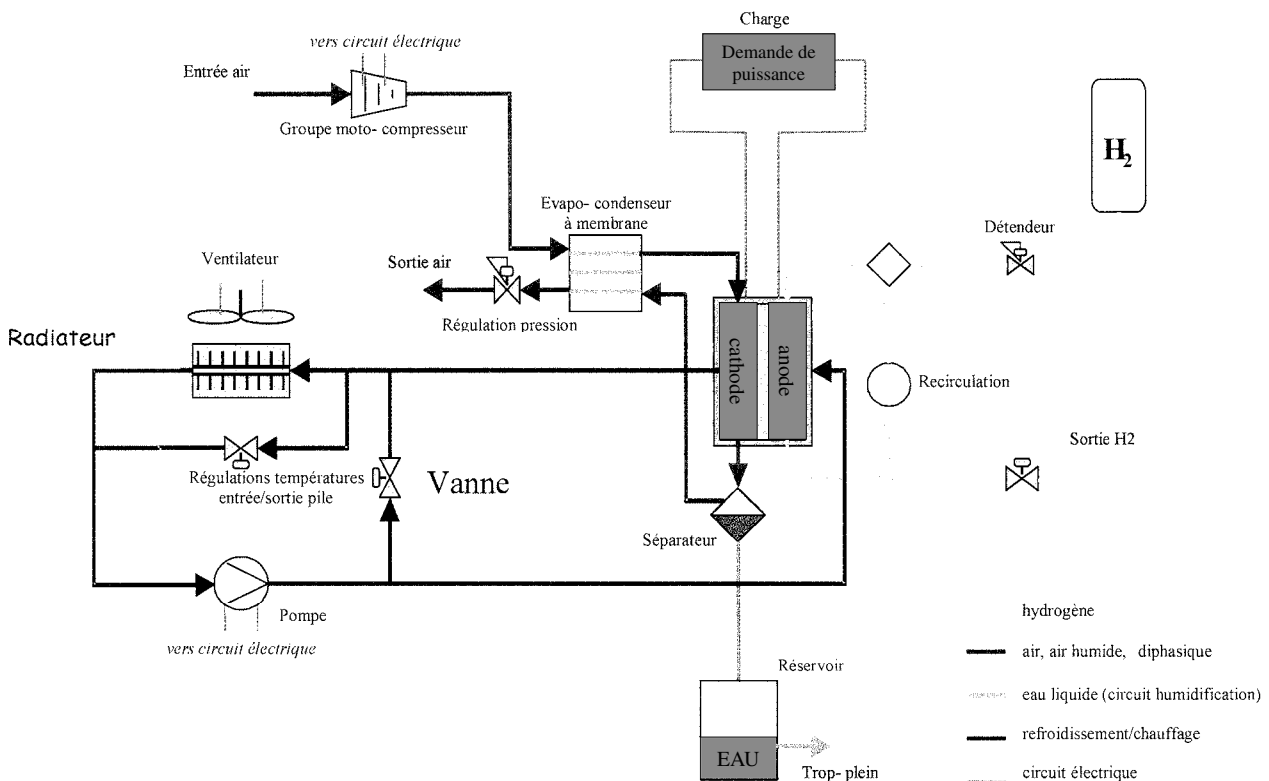 Charge
vers circuit électrique
Demande de
puissance
Entrée air
Groupe moto- compresseur
H2
Evapo- condenseur
à membrane
Détendeur
Ventilateur
Sortie air
Régulation pression
Radiateur
cathode
anode
Recirculation
Sortie H2
Régulations températures
entrée/sortie pile
Vanne
Séparateur
Pompe
vers circuit électrique
hydrogène
air, air humide, diphasique
Réservoir
eau liquide (circuit humidification)
refroidissement/chauffage
EAU
Trop- plein
circuit électrique